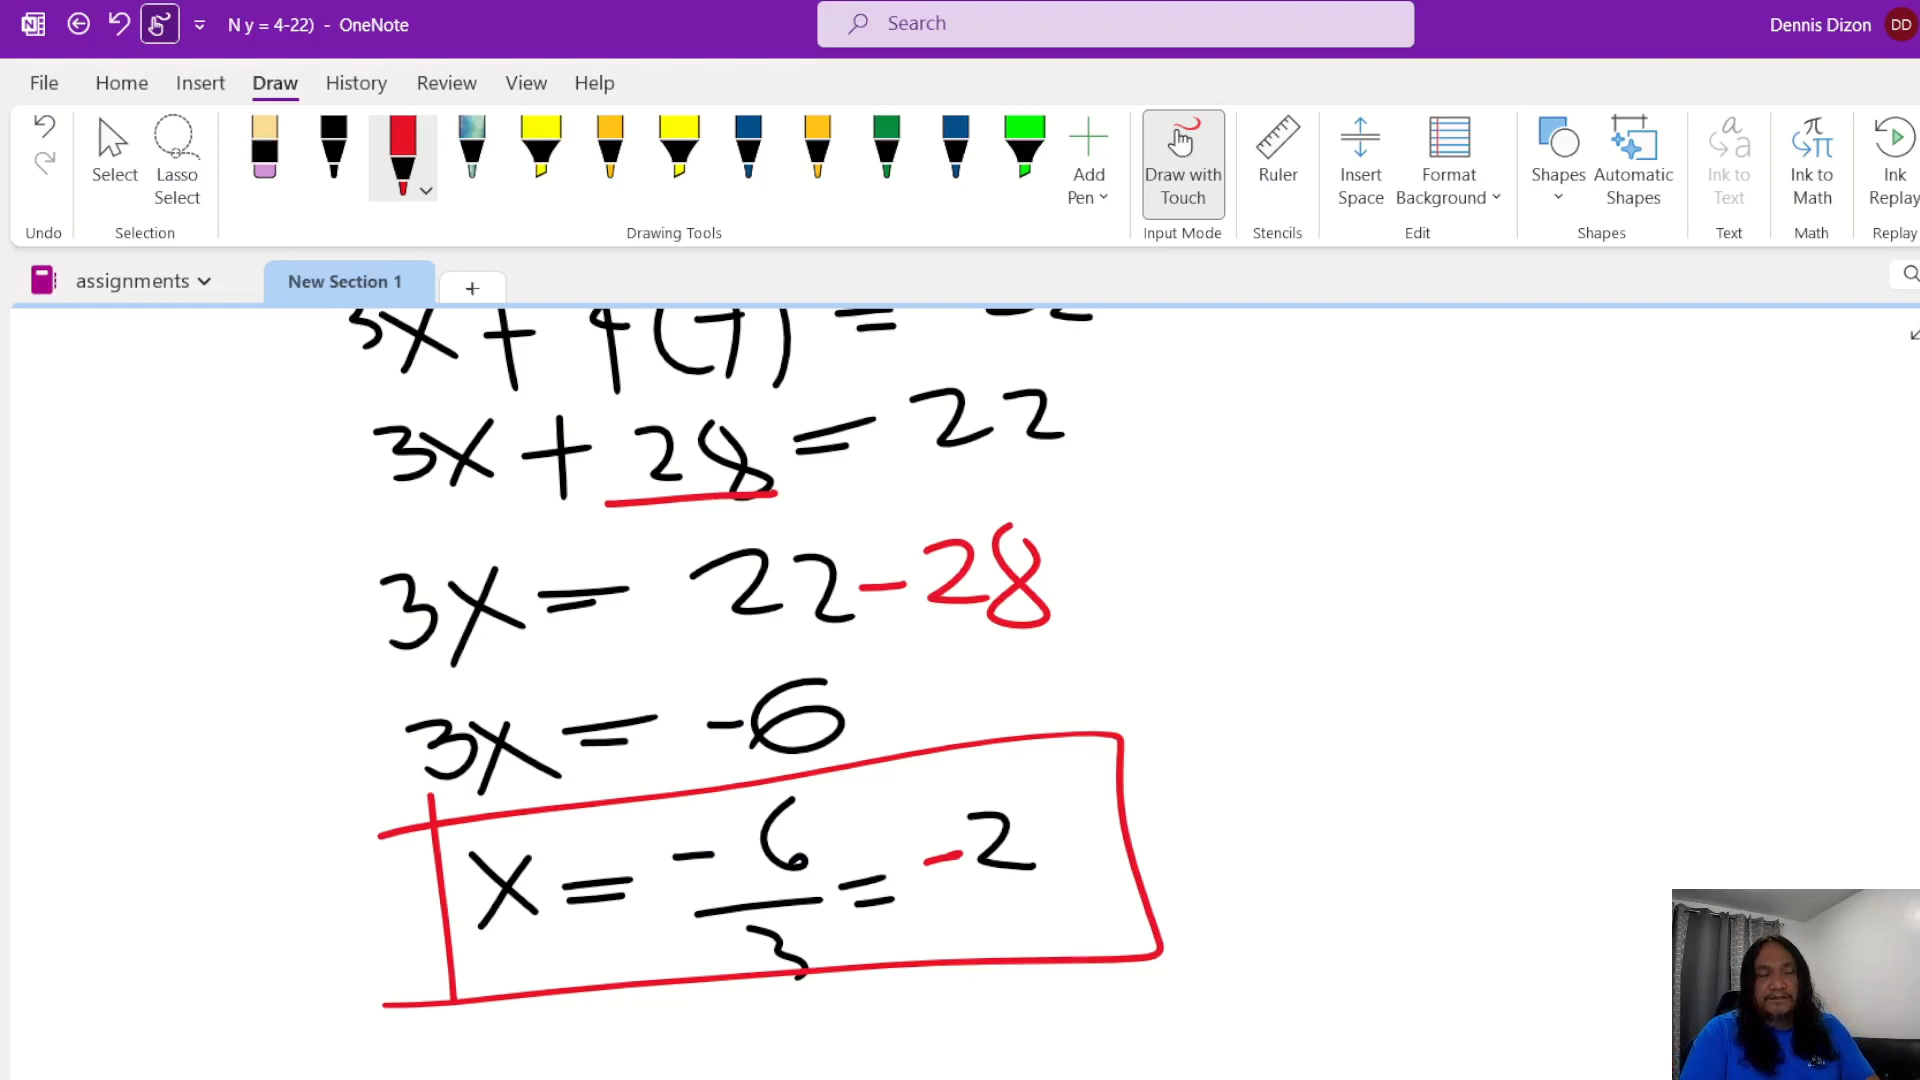 N y = 4-22) - OneNote
Search
Dennis Dizon DD
File Home Insert Draw History Review View Help
Select
Lasso Select
Add Pen
Draw with Touch
Ruler
Insert Space
Format Background
Shapes
Automatic Shapes
Ink to Text
Ink to Math
Ink Replay
Undo Selection Drawing Tools Input Mode Stencils Edit Shapes Text Math Replay
assignments New Section 1 +
3x + 4(7) =
3x + 28 = 22
3x = 22 - 28
3x = -6
x = -6/3 = -2